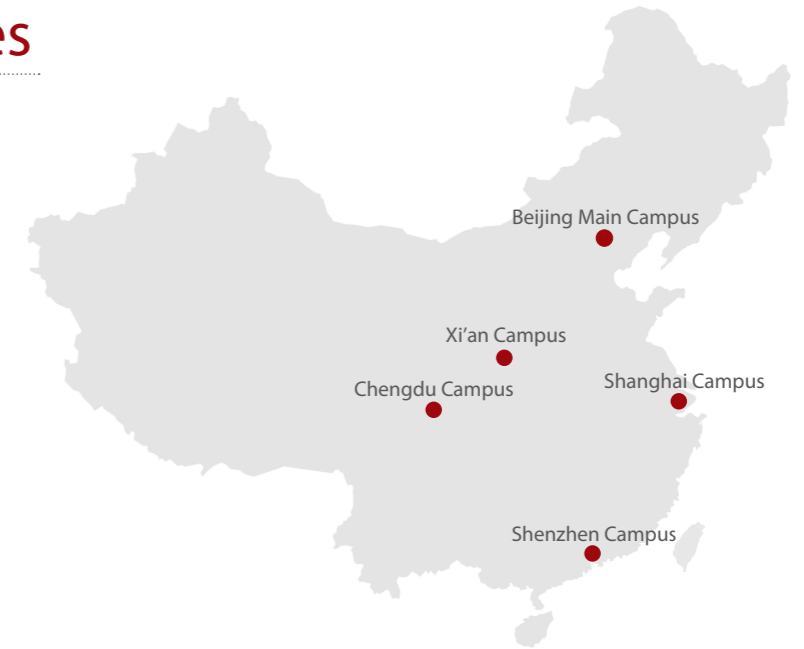 es
Beijing Main Campus
Xi’an Campus
Shanghai Campus
Chengdu Campus
Shenzhen Campus